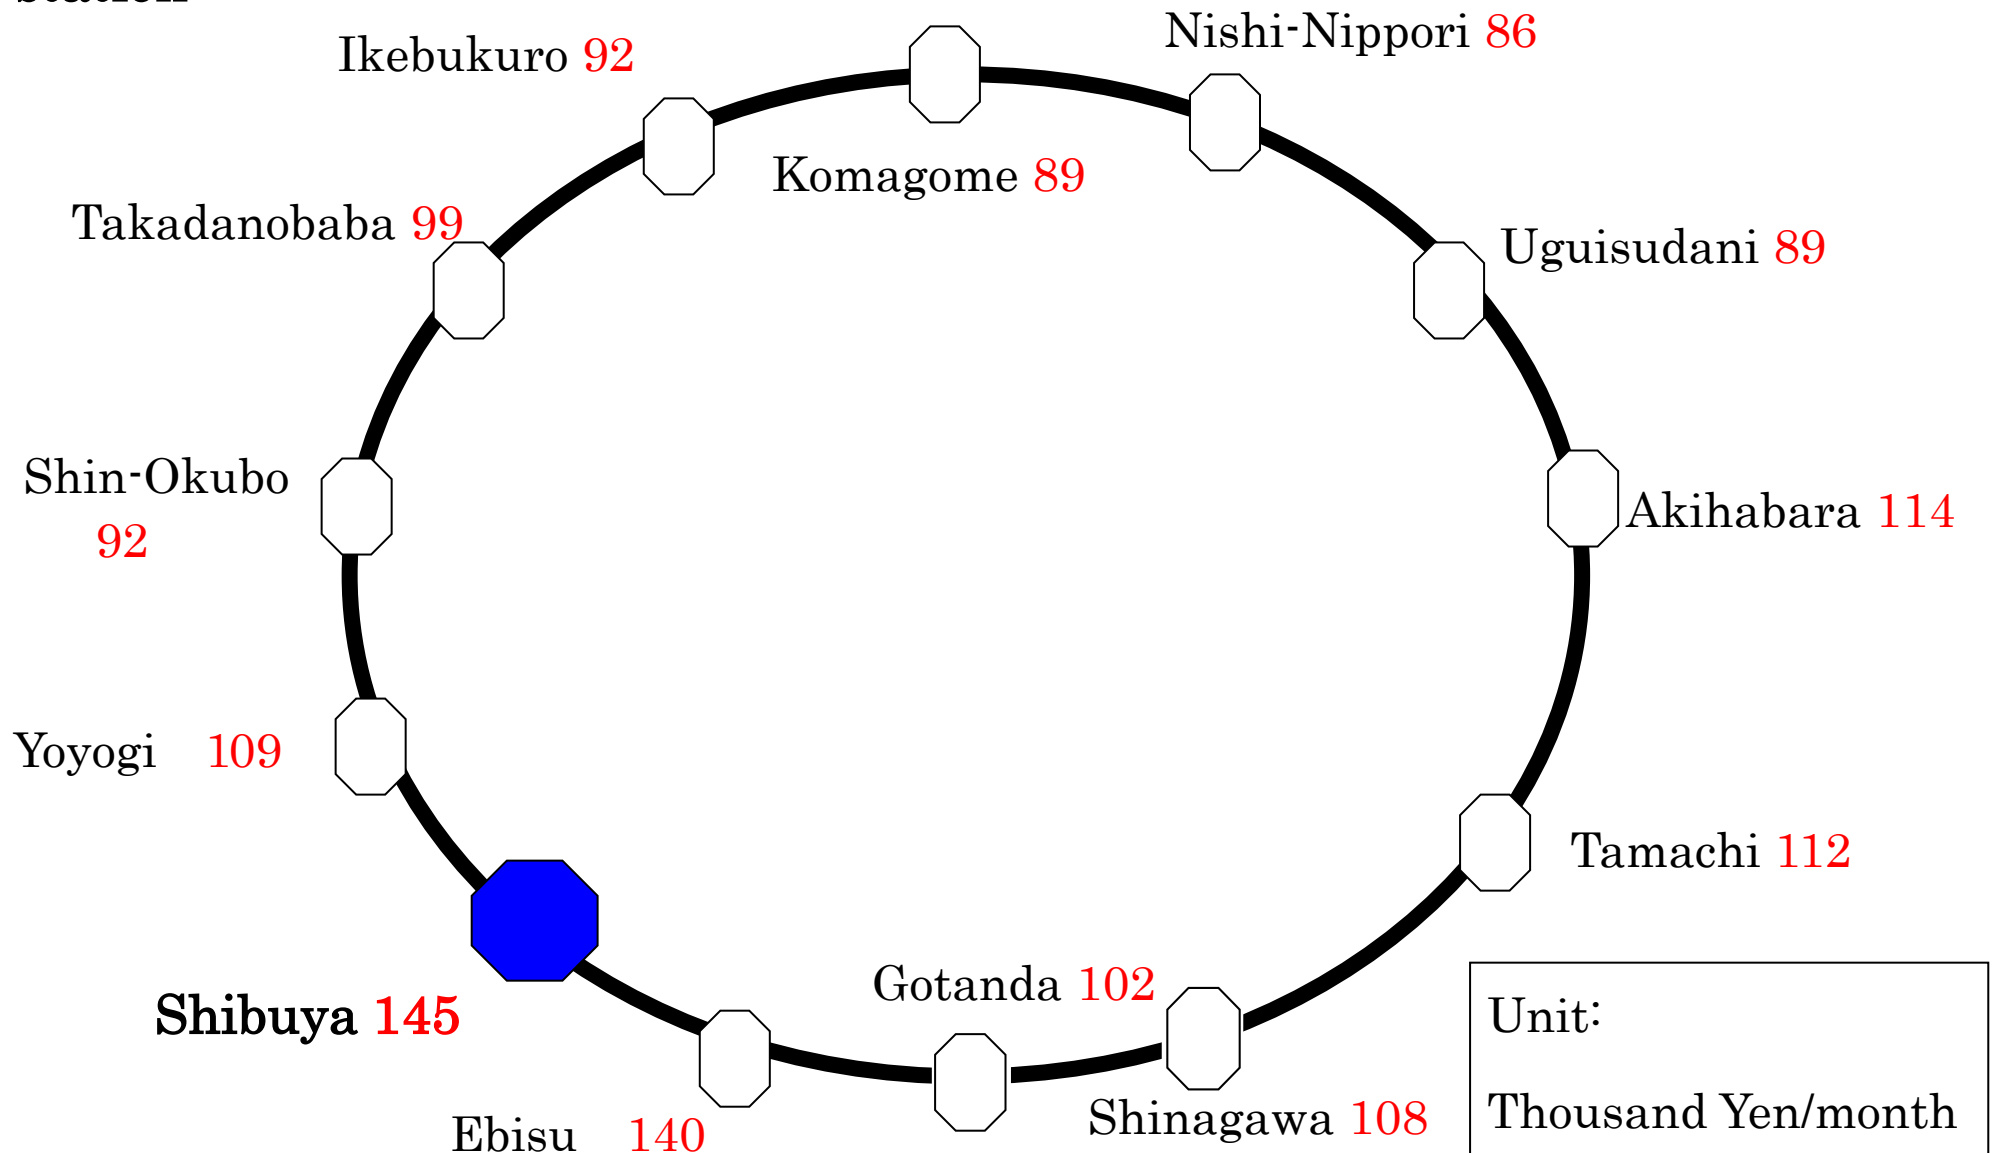 station
Nishi-Nippori 86
Ikebukuro 92
Komagome 89
Takadanobaba 99
Uguisudani 89
Shin-Okubo
92
Akihabara 114
Yoyogi 109
Tamachi 112
Gotanda 102
Shibuya 145
Shinagawa 108
Ebisu 140
Unit:
Thousand Yen/month